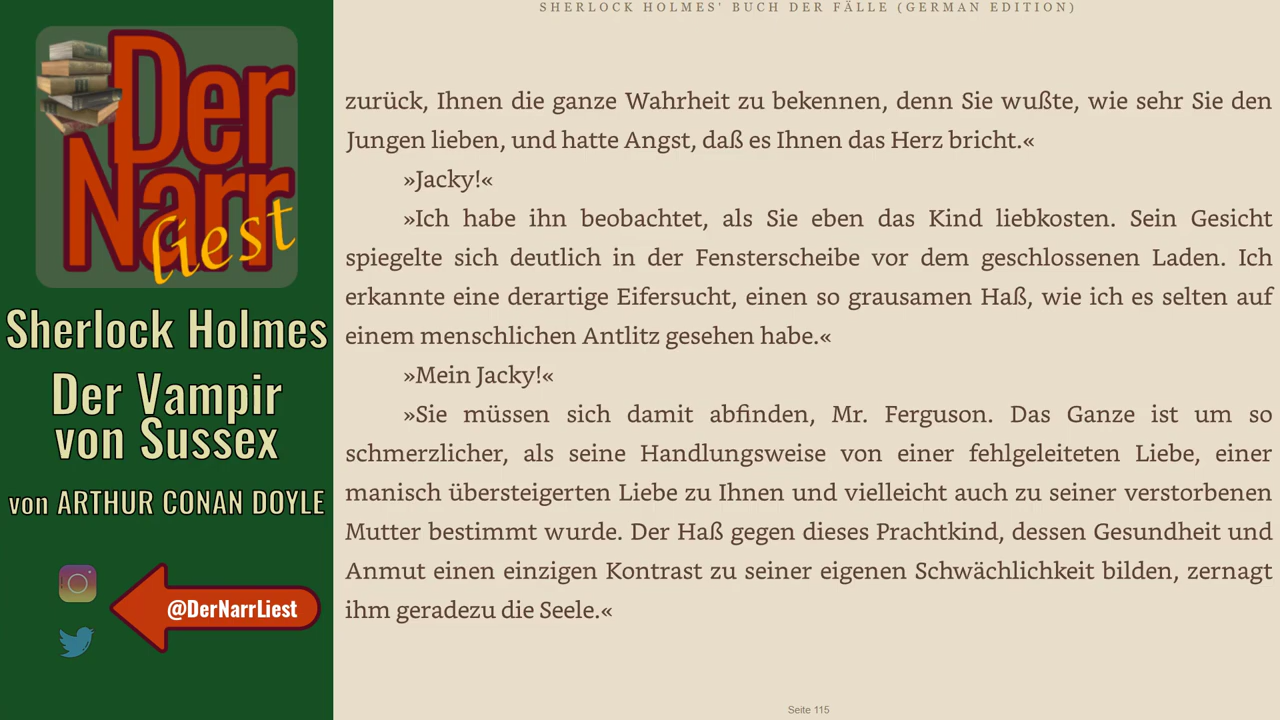 Der
Narr
liest
Sherlock Holmes
Der Vampir
von Sussex
von ARTHUR CONAN DOYLE
@DerNarrLiest
SHERLOCK HOLMES' BUCH DER FÄLLE (GERMAN EDITION)
zurück, Ihnen die ganze Wahrheit zu bekennen, denn Sie wußte, wie sehr Sie den
Jungen lieben, und hatte Angst, daß es Ihnen das Herz bricht.«
»Jacky!«
»Ich habe ihn beobachtet, als Sie eben das Kind liebkosten. Sein Gesicht
spiegelte sich deutlich in der Fensterscheibe vor dem geschlossenen Laden. Ich
erkannte eine derartige Eifersucht, einen so grausamen Haß, wie ich es selten auf
einem menschlichen Antlitz gesehen habe.«
»Mein Jacky!«
»Sie müssen sich damit abfinden, Mr. Ferguson. Das Ganze ist um so
schmerzlicher, als seine Handlungsweise von einer fehlgeleiteten Liebe, einer
manisch übersteigerten Liebe zu Ihnen und vielleicht auch zu seiner verstorbenen
Mutter bestimmt wurde. Der Haß gegen dieses Prachtkind, dessen Gesundheit und
Anmut einen einzigen Kontrast zu seiner eigenen Schwächlichkeit bilden, zernagt
ihm geradezu die Seele.«
Seite 115